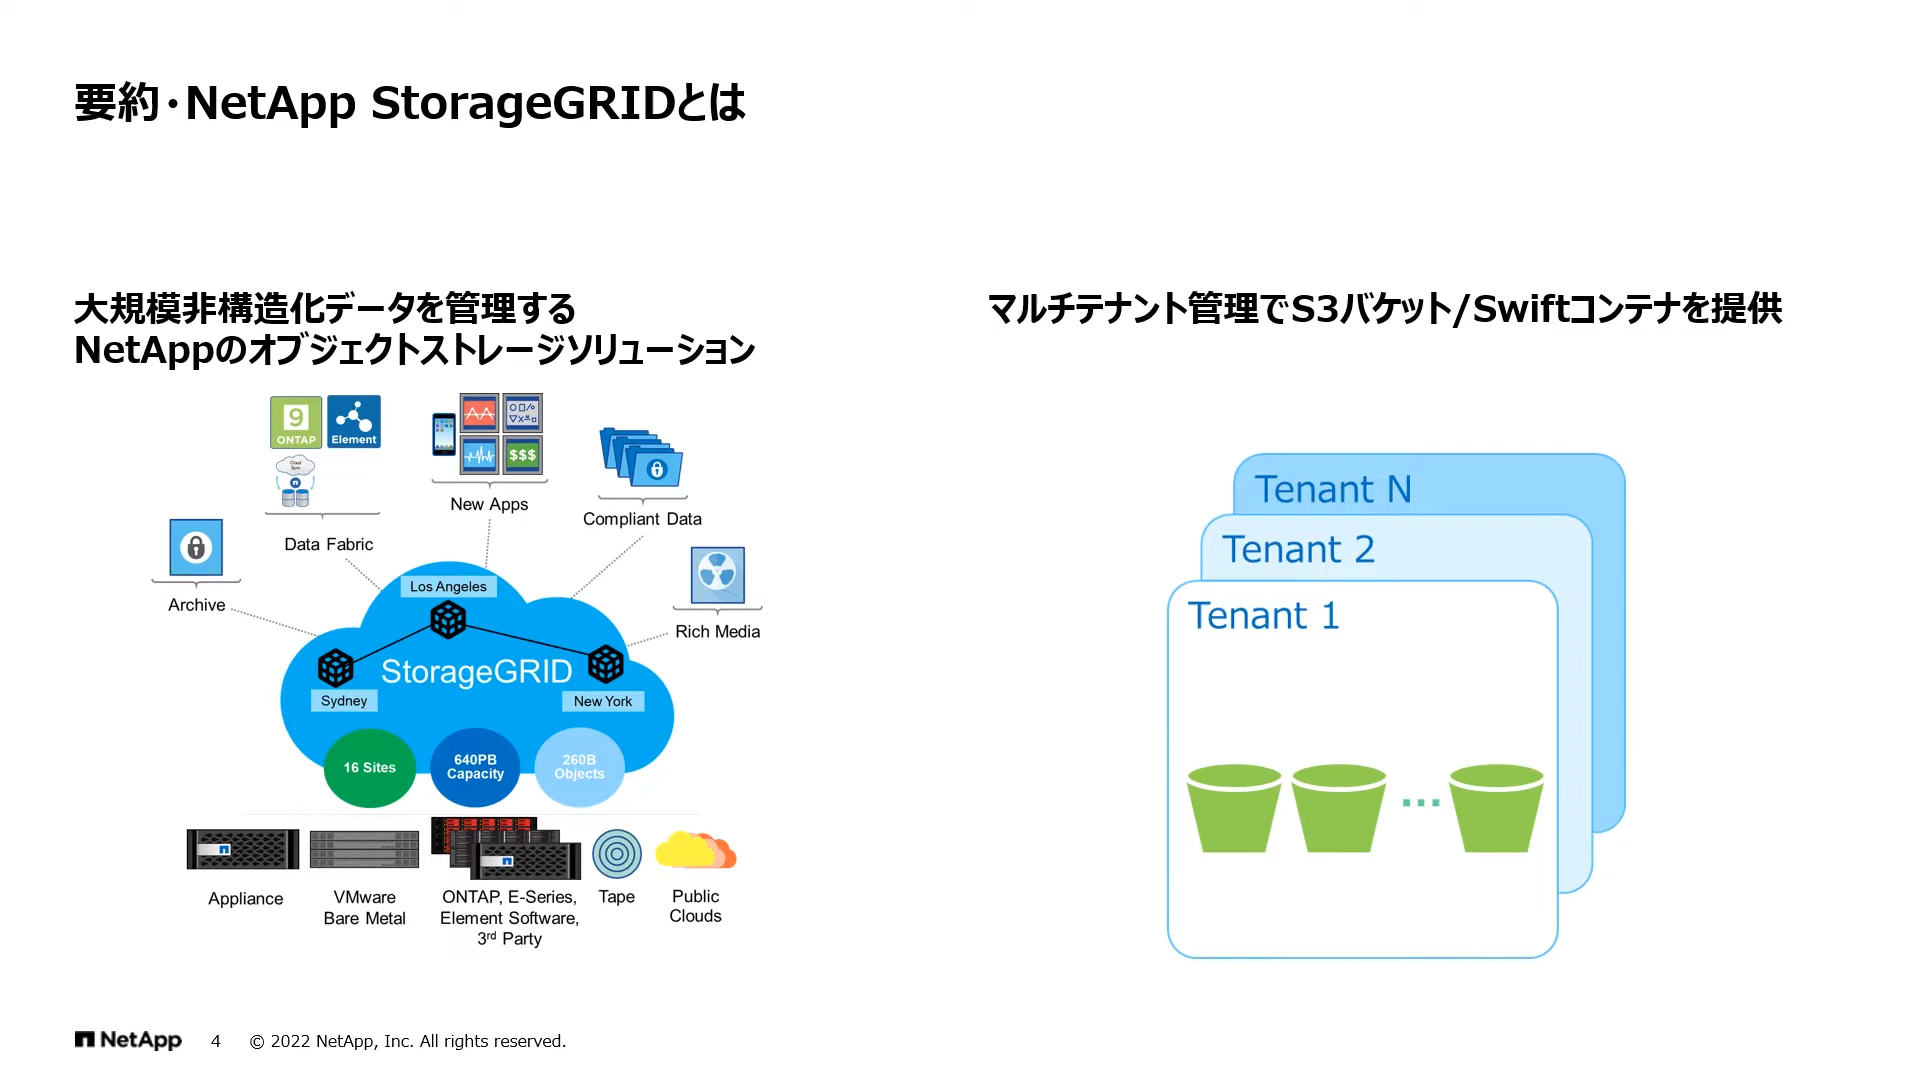 要約・NetApp StorageGRIDとは
大規模非構造化データを管理する
NetAppのオブジェクトストレージソリューション
9
ONTAP
Element
Cloud
Sync
Data Fabric
$$$
New Apps
Compliant Data
Archive
Rich Media
Los Angeles
StorageGRID
Sydney
New York
16 Sites
640PB
Capacity
260B
Objects
Appliance
VMware
Bare Metal
ONTAP, E-Series,
Element Software,
3rd Party
Tape
Public
Clouds
マルチテナント管理でS3バケット/Swiftコンテナを提供
Tenant N
Tenant 2
Tenant 1
...
NetApp
4
© 2022 NetApp, Inc. All rights reserved.